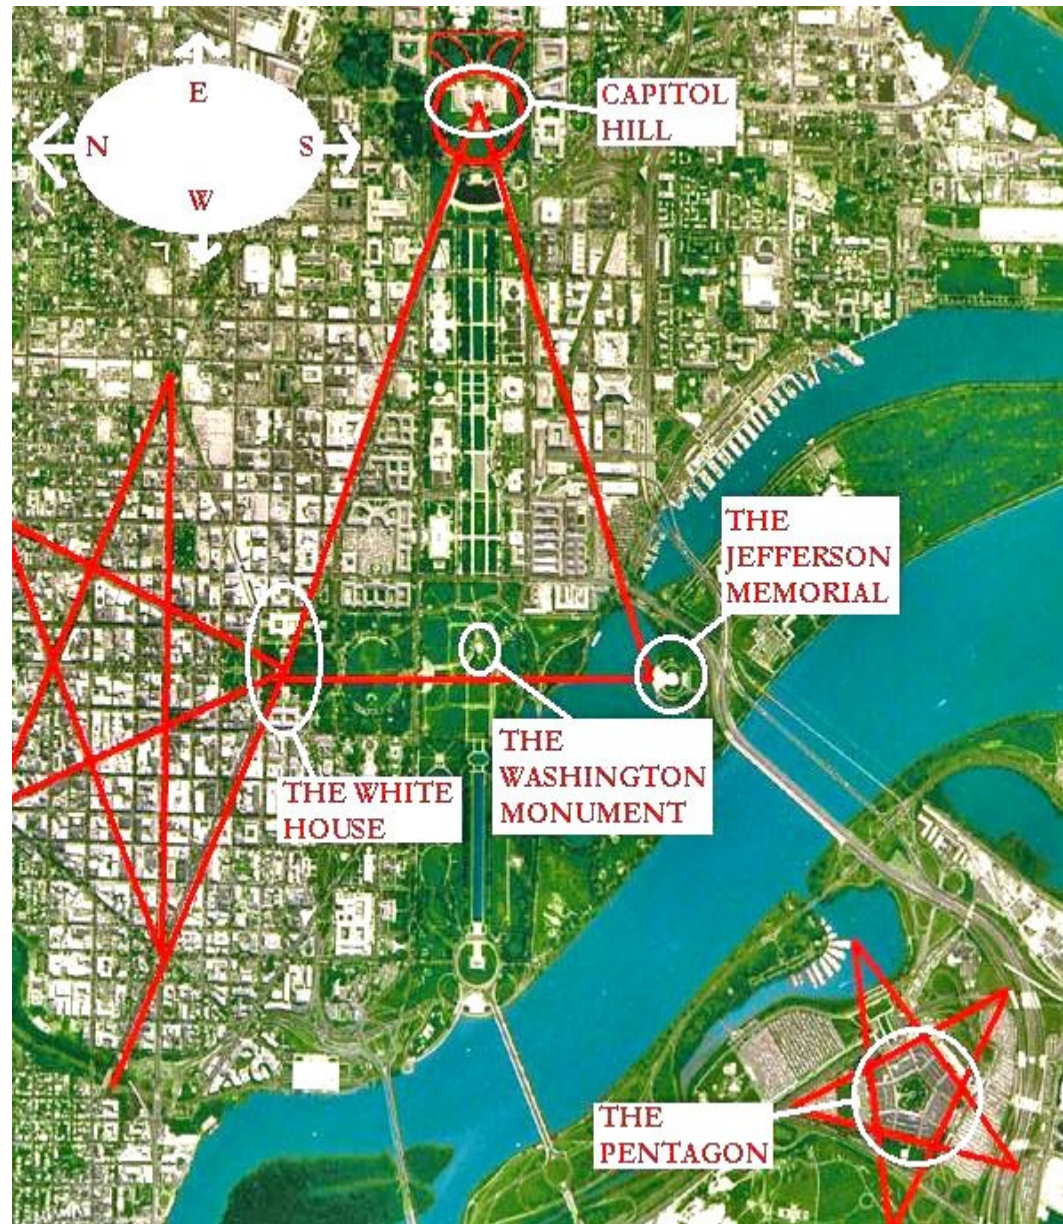 E
N S
W
CAPITOL
HILL
THE
JEFFERSON
MEMORIAL
THE
WASHINGTON
MONUMENT
THE WHITE
HOUSE
THE
PENTAGON